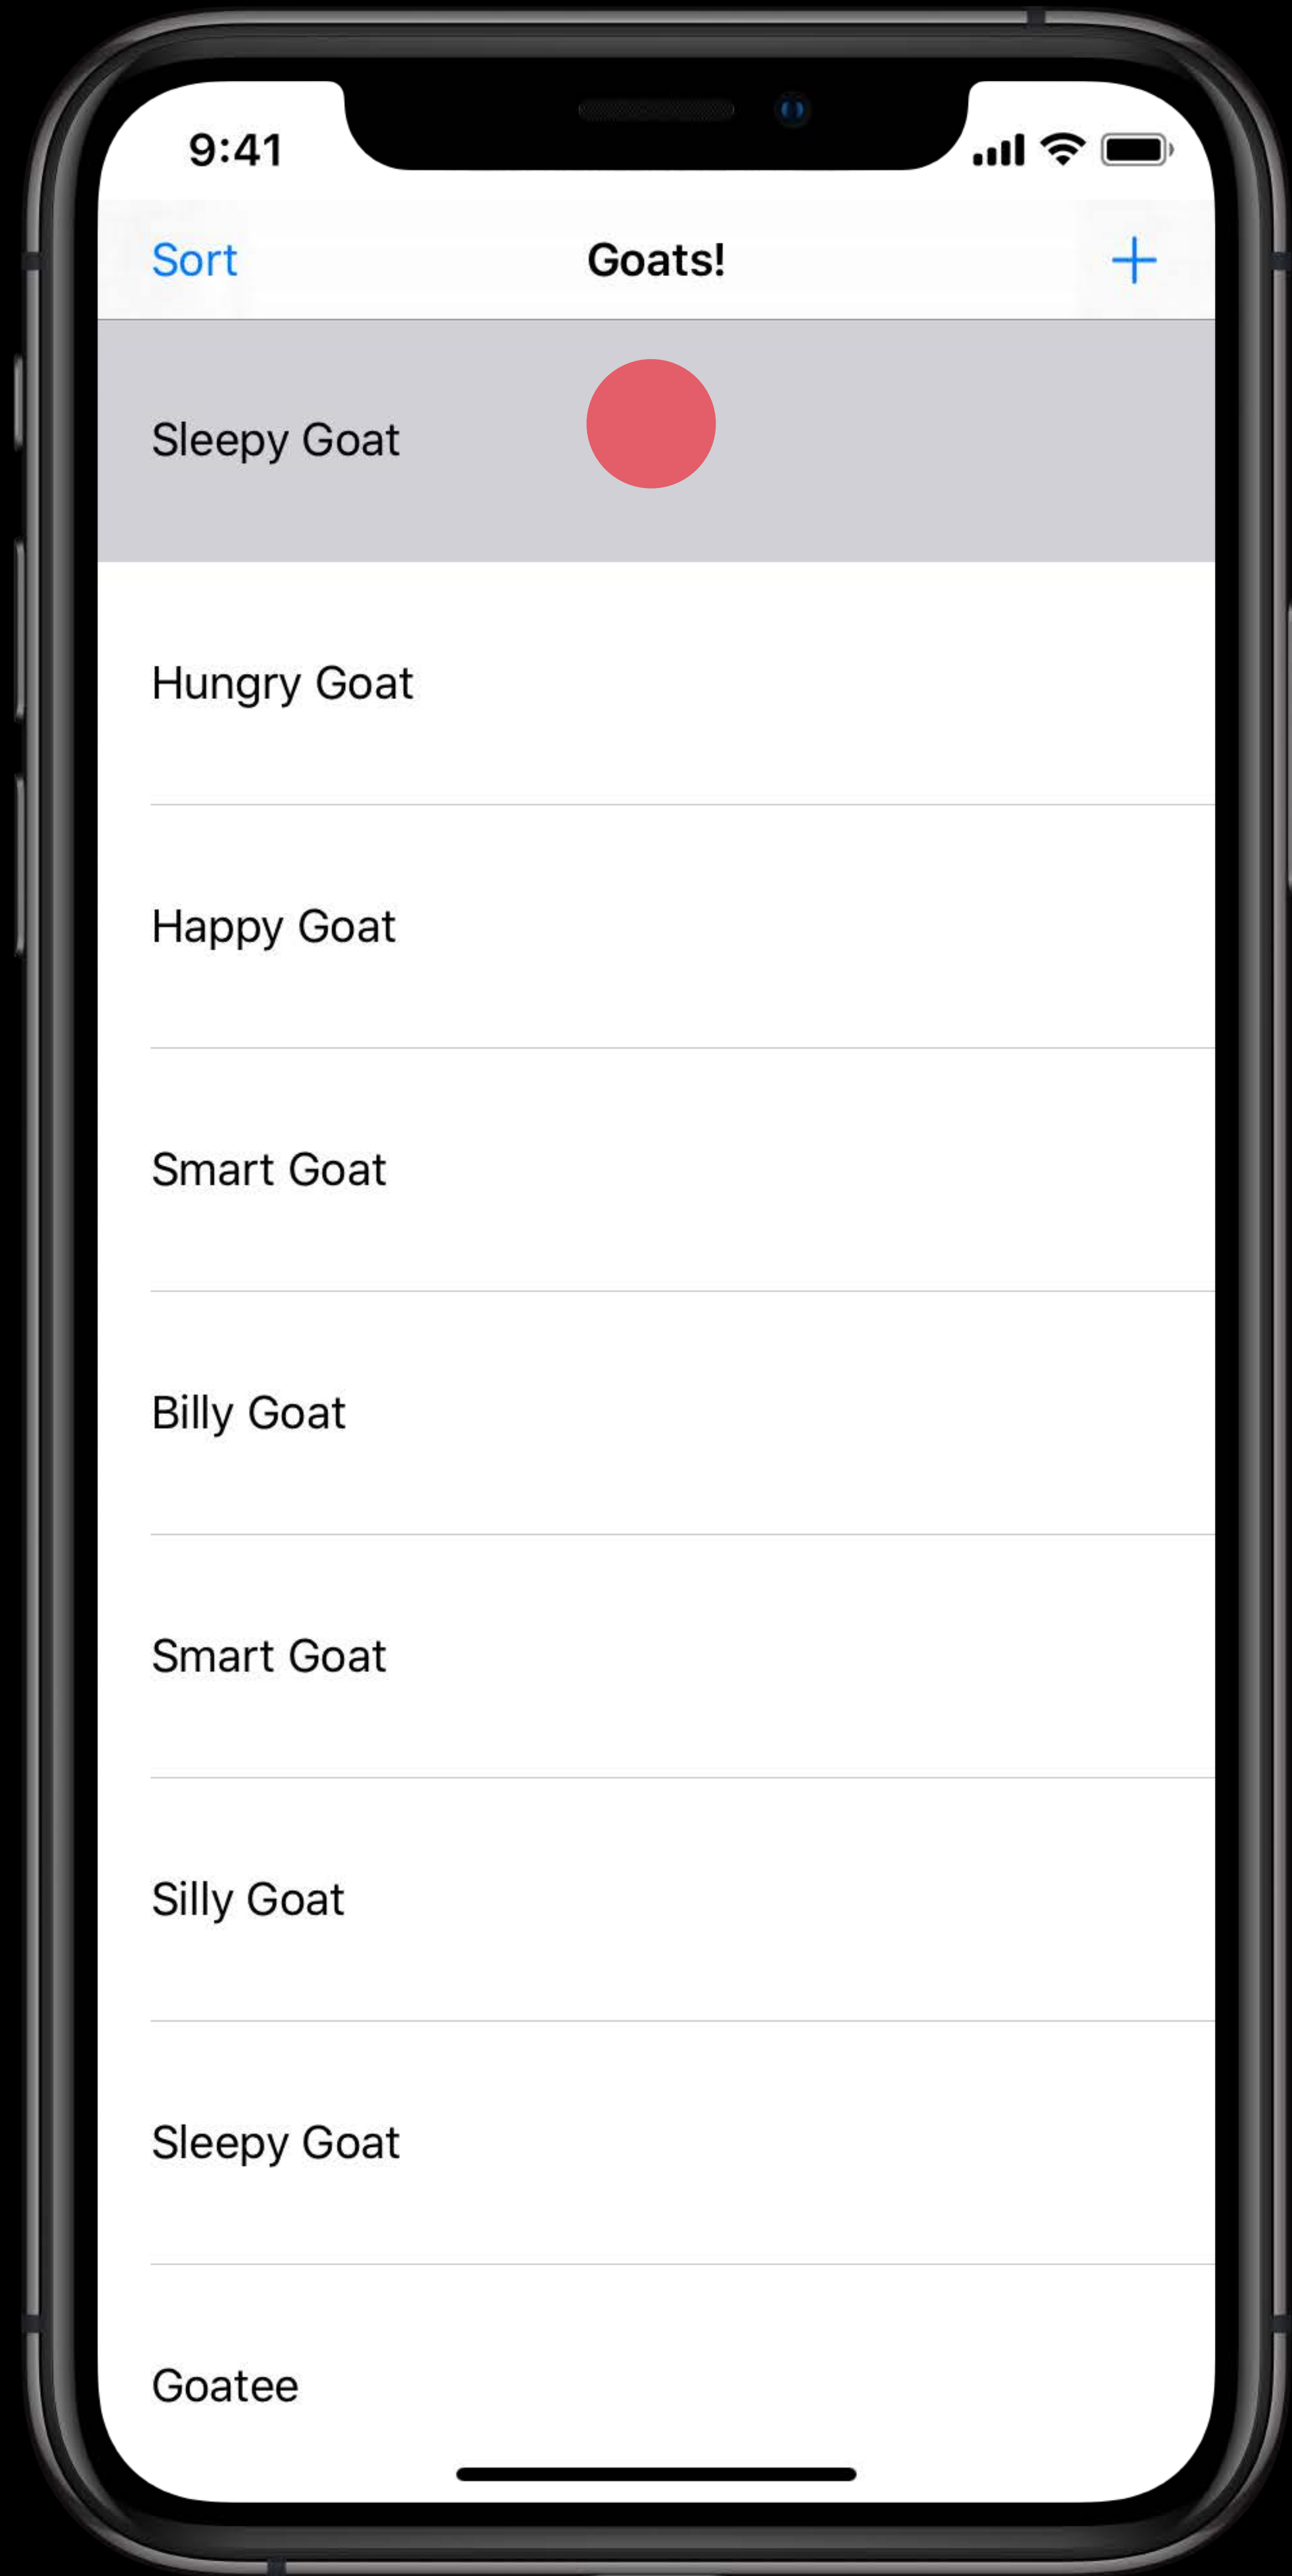 9:41
Sort Goats! +
Sleepy Goat
Hungry Goat
Happy Goat
Smart Goat
Billy Goat
Smart Goat
Silly Goat
Sleepy Goat
Goatee